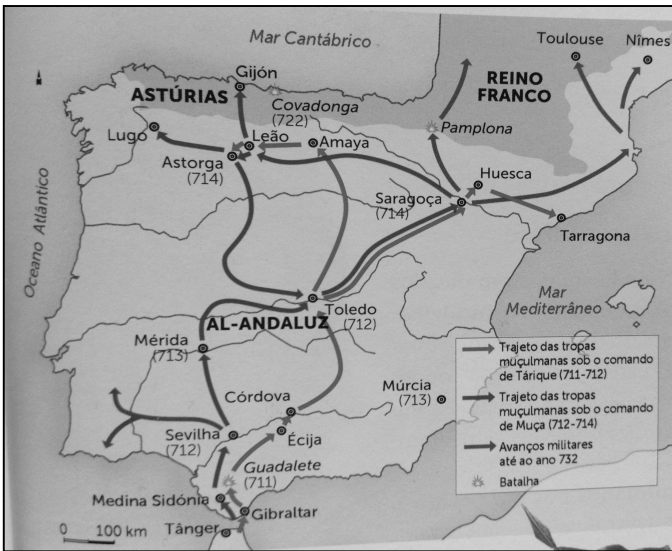 Mar Cantábrico
Toulouse
Nîmes
Gijón
REINO
FRANCO
ASTÚRIAS
Covadonga
(722)
Pamplona
Lugo
Leão
Amaya
Astorga
(714)
Huesca
Saragoça
(714)
Tarragona
Oceano Atlântico
Mar
Mediterrâneo
Toledo
(712)
AL-ANDALUZ
Mérida
(713)
Múrcia
(713)
Córdova
Sevilha
(712)
Écija
Guadalete
(711)
Medina Sidónia
Gibraltar
Tânger
0 100 km
Trajeto das tropas
muçulmanas sob o comando
de Tárique (711-712)
Trajeto das tropas
muçulmanas sob o comando
de Muça (712-714)
Avanços militares
até ao ano 732
Batalha